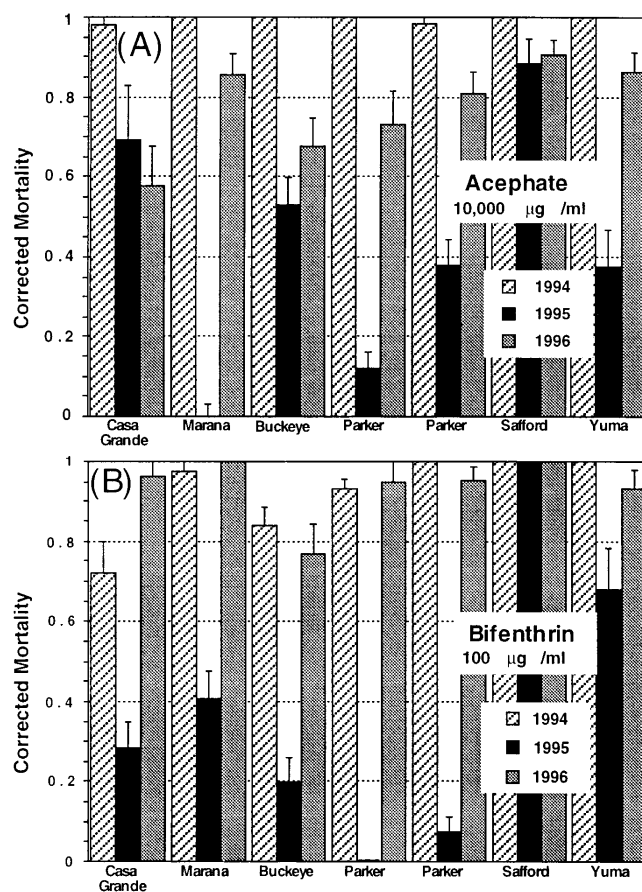 (A)
Corrected Mortality
1
0.8
0.6
0.4
0.2
0
Acephate
10,000 µg /ml
1994
1995
1996
Casa Grande
Marana
Buckeye
Parker
Parker
Safford
Yuma
(B)
Corrected Mortality
1
0.8
0.6
0.4
0.2
0
Bifenthrin
100 µg /ml
1994
1995
1996
Casa Grande
Marana
Buckeye
Parker
Parker
Safford
Yuma